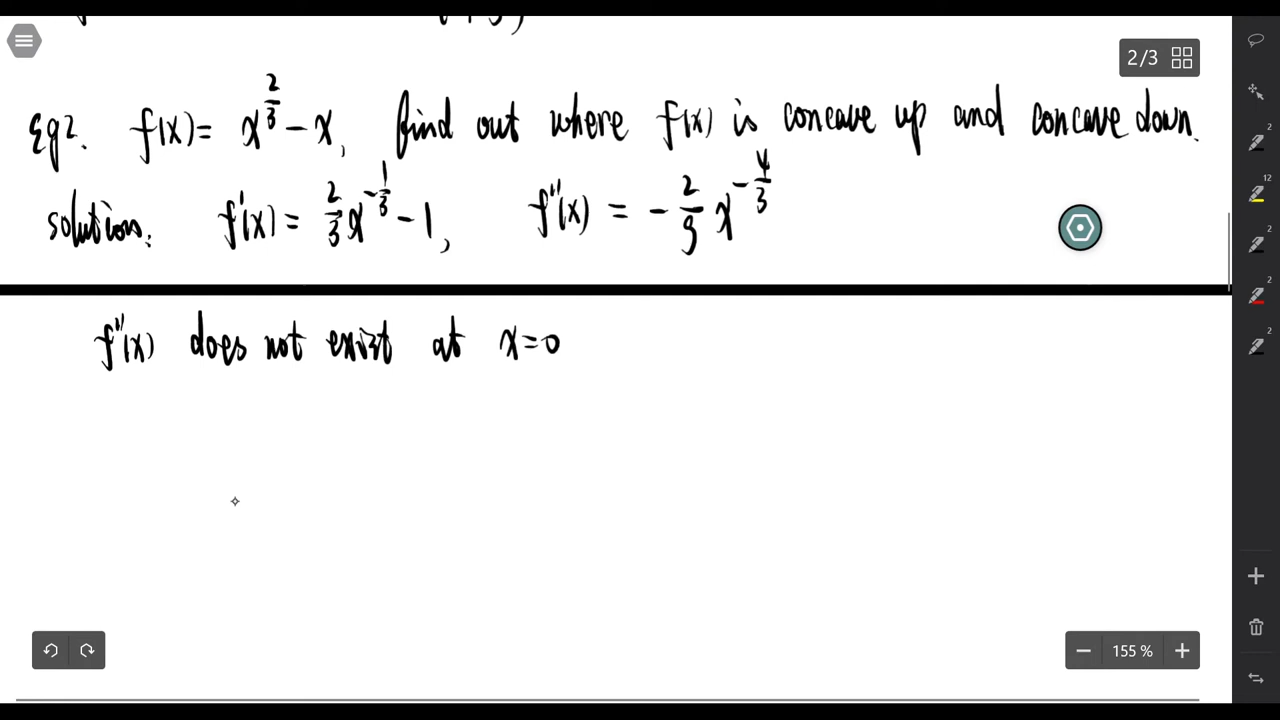 2/3
Eg2. f(x) = x^{2/3} - x, find out where f(x) is concave up and concave down.
solution: f'(x) = 2/3 x^{-1/3} - 1, f''(x) = - 2/9 x^{-4/3}
f''(x) does not exist at x=0
155 %